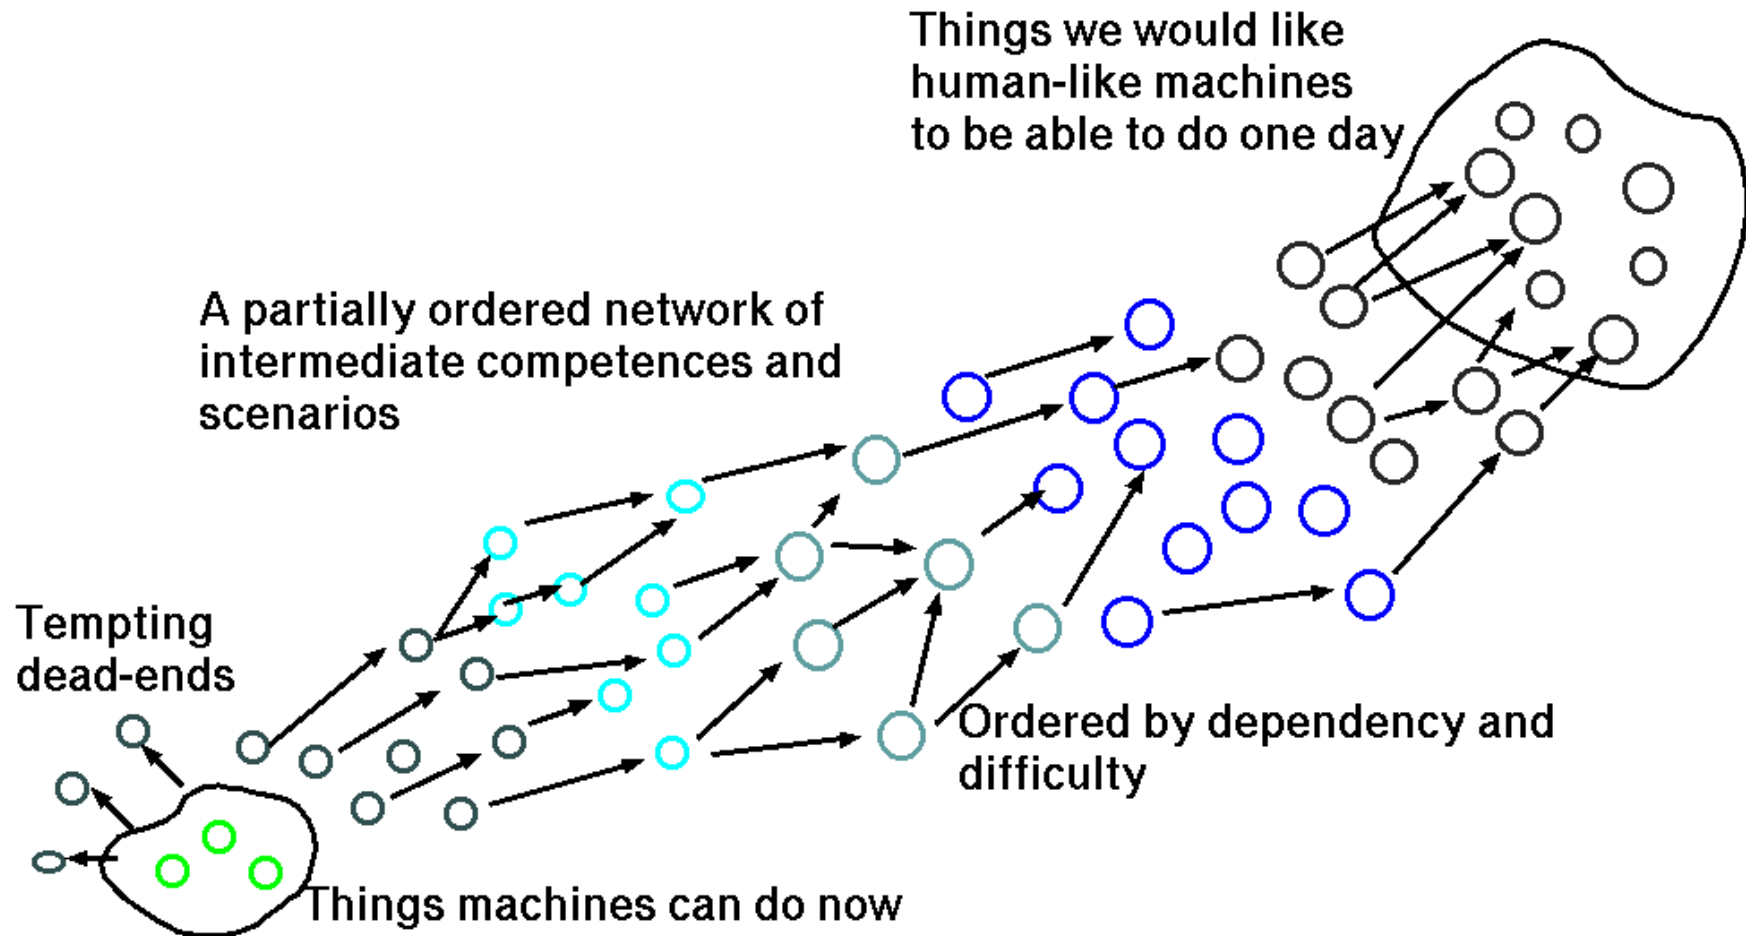 Things we would like
human-like machines
to be able to do one day
A partially ordered network of
intermediate competences and
scenarios
Tempting
dead-ends
Ordered by dependency and
difficulty
Things machines can do now